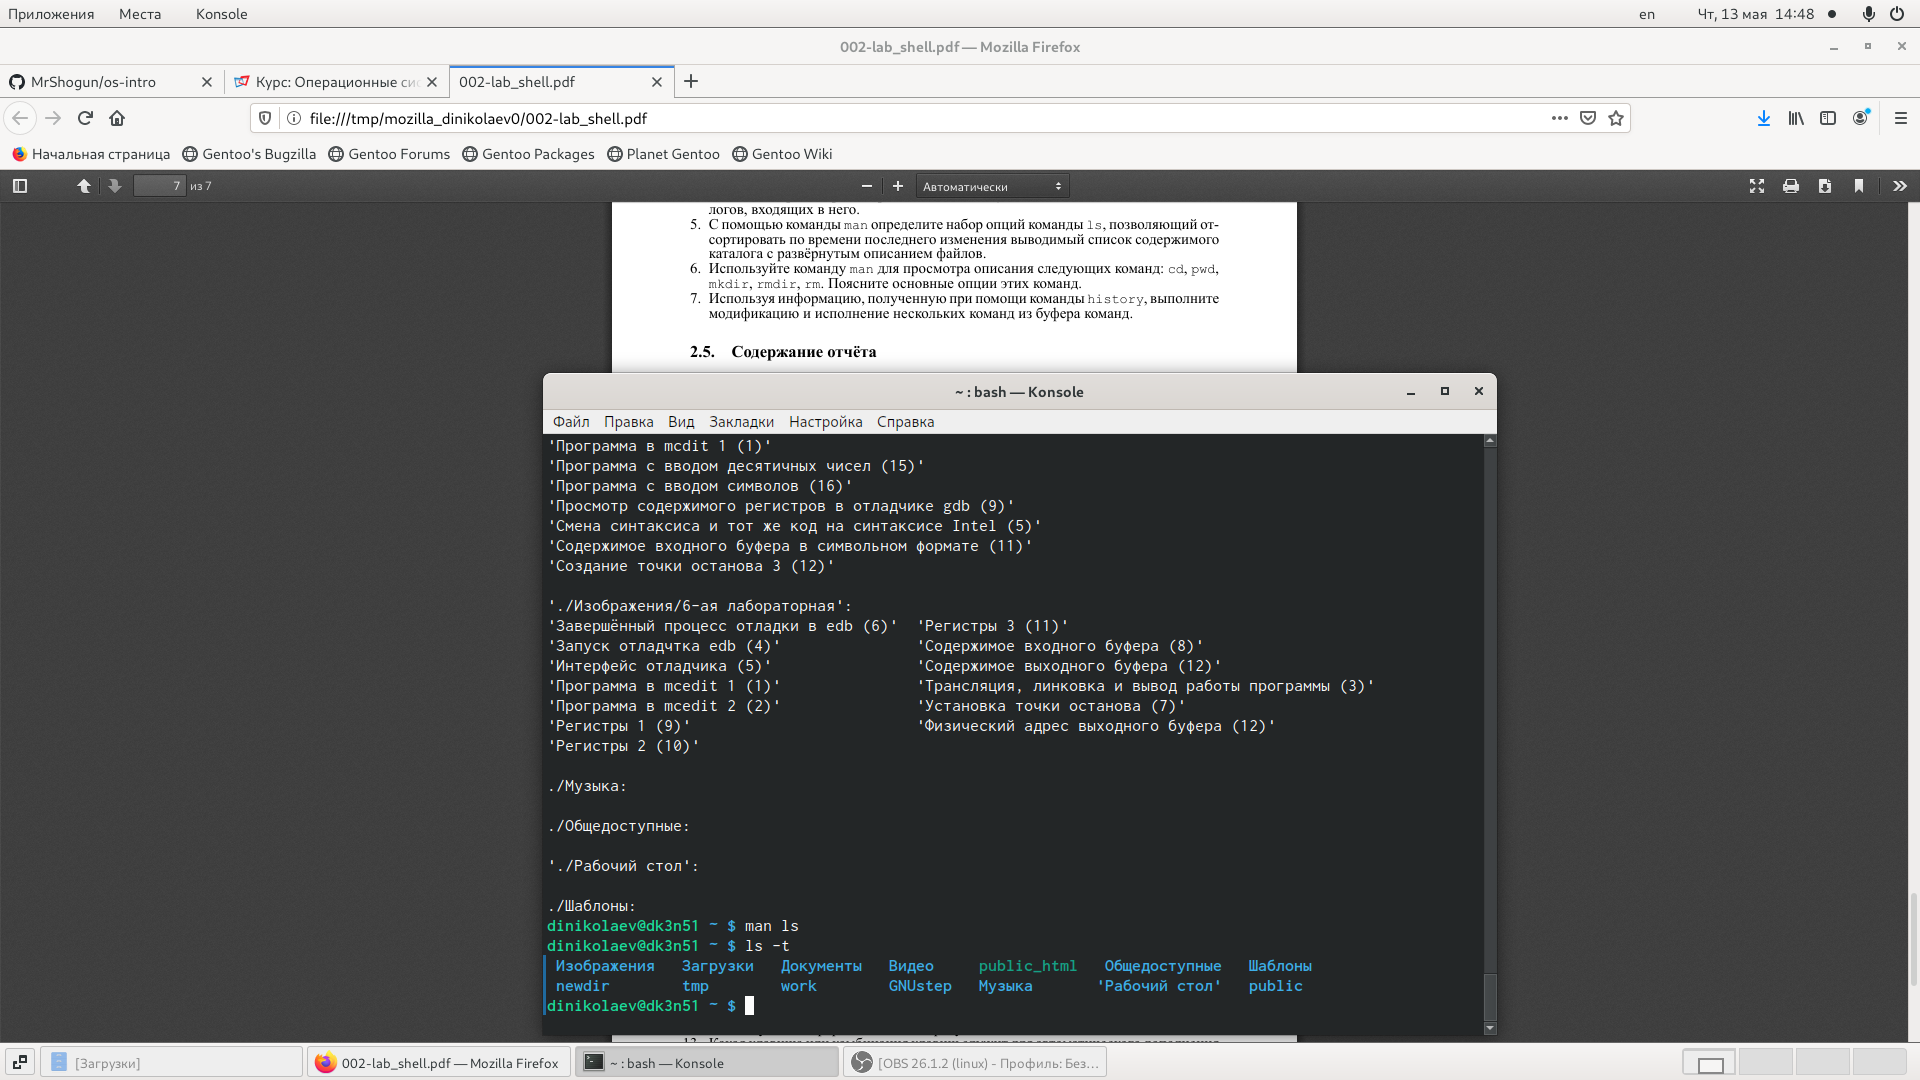 Приложения Места Konsole en Чт, 13 мая 14:48
002-lab_shell.pdf — Mozilla Firefox
MrShogun/os-intro Курс: Операционные си 002-lab_shell.pdf
file:///tmp/mozilla_dinikolaev0/002-lab_shell.pdf
Начальная страница Gentoo's Bugzilla Gentoo Forums Gentoo Packages Planet Gentoo Gentoo Wiki
7 из 7 Автоматически
логов, входящих в него.
5. С помощью команды man определите набор опций команды ls, позволяющий от-
сортировать по времени последнего изменения выводимый список содержимого
каталога с развёрнутым описанием файлов.
6. Используйте команду man для просмотра описания следующих команд: cd, pwd,
mkdir, rmdir, rm. Поясните основные опции этих команд.
7. Используя информацию, полученную при помощи команды history, выполните
модификацию и исполнение нескольких команд из буфера команд.
2.5. Содержание отчёта
~ : bash — Konsole
Файл Правка Вид Закладки Настройка Справка
'Программа в mcdit 1 (1)'
'Программа с вводом десятичных чисел (15)'
'Программа с вводом символов (16)'
'Просмотр содержимого регистров в отладчике gdb (9)'
'Смена синтаксиса и тот же код на синтаксисе Intel (5)'
'Содержимое входного буфера в символьном формате (11)'
'Создание точки останова 3 (12)'
'./Изображения/6-ая лабораторная':
'Завершённый процесс отладки в edb (6)' 'Регистры 3 (11)'
'Запуск отладчтка edb (4)' 'Содержимое входного буфера (8)'
'Интерфейс отладчика (5)' 'Содержимое выходного буфера (12)'
'Программа в mcedit 1 (1)' 'Трансляция, линковка и вывод работы программы (3)'
'Программа в mcedit 2 (2)' 'Установка точки останова (7)'
'Регистры 1 (9)' 'Физический адрес выходного буфера (12)'
'Регистры 2 (10)'
./Музыка:
./Общедоступные:
'./Рабочий стол':
./Шаблоны:
dinikolaev@dk3n51 ~ $ man ls
dinikolaev@dk3n51 ~ $ ls -t
Изображения Загрузки Документы Видео public_html Общедоступные Шаблоны
newdir tmp work GNUstep Музыка 'Рабочий стол' public
dinikolaev@dk3n51 ~ $
[Загрузки] 002-lab_shell.pdf — Mozilla Firefox ~ : bash — Konsole [OBS 26.1.2 (linux) - Профиль: Без...